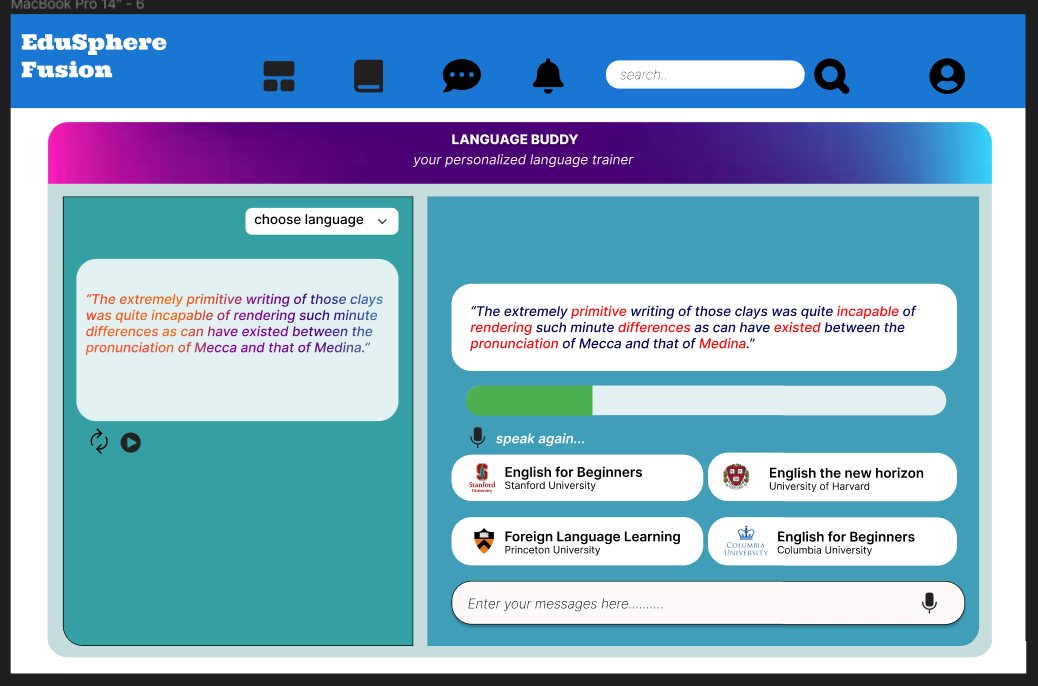 MacBook Pro 14" - 6
EduSphere
Fusion
search..
LANGUAGE BUDDY
your personalized language trainer
choose language
“The extremely primitive writing of those clays
was quite incapable of rendering such minute
differences as can have existed between the
pronunciation of Mecca and that of Medina.”
“The extremely primitive writing of those clays was quite incapable of
rendering such minute differences as can have existed between the
pronunciation of Mecca and that of Medina.”
speak again...
Stanford
University
English for Beginners
Stanford University
English the new horizon
University of Harvard
Foreign Language Learning
Princeton University
COLUMBIA
UNIVERSITY
English for Beginners
Columbia University
Enter your messages here..........